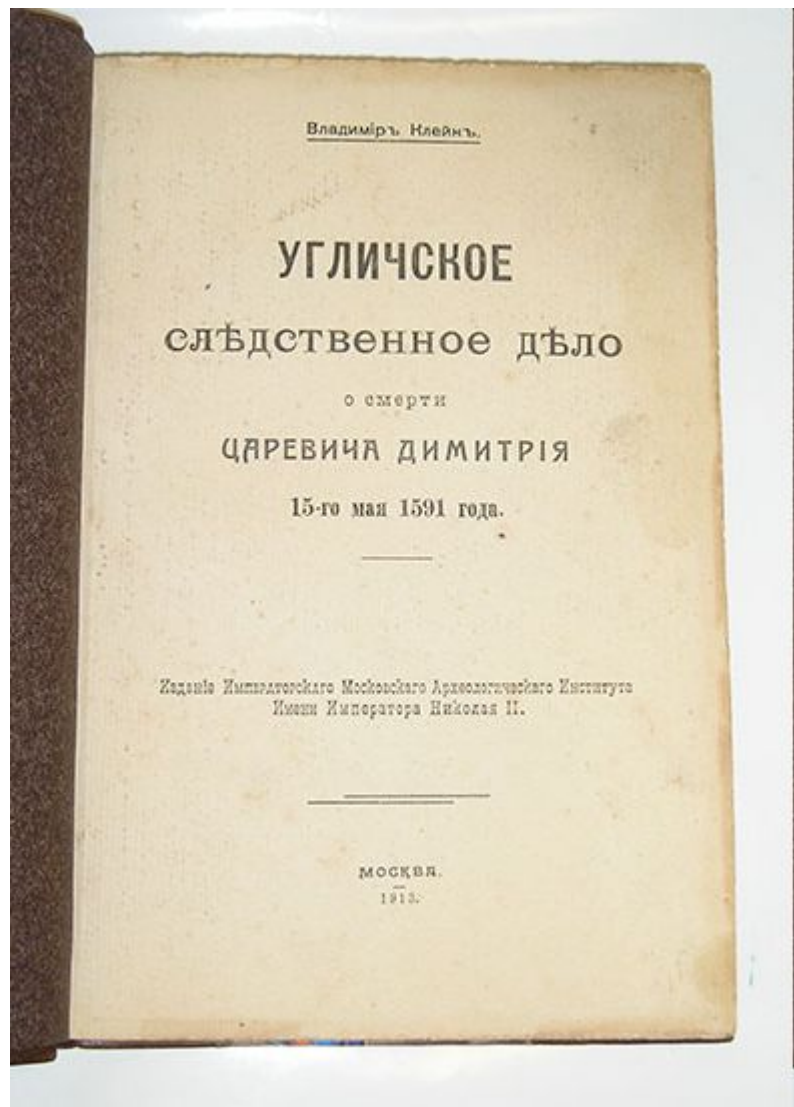 Владиміръ Клейнъ.
УГЛИЧСКОЕ
слѣдственное дѣло
о смерти
ЦАРЕВИЧА ДИМИТРІЯ
15-го мая 1591 года.
Изданіе Императорскаго Московскаго Археологическаго Института
Имени Императора Николая II.
МОСКВА.
1913.